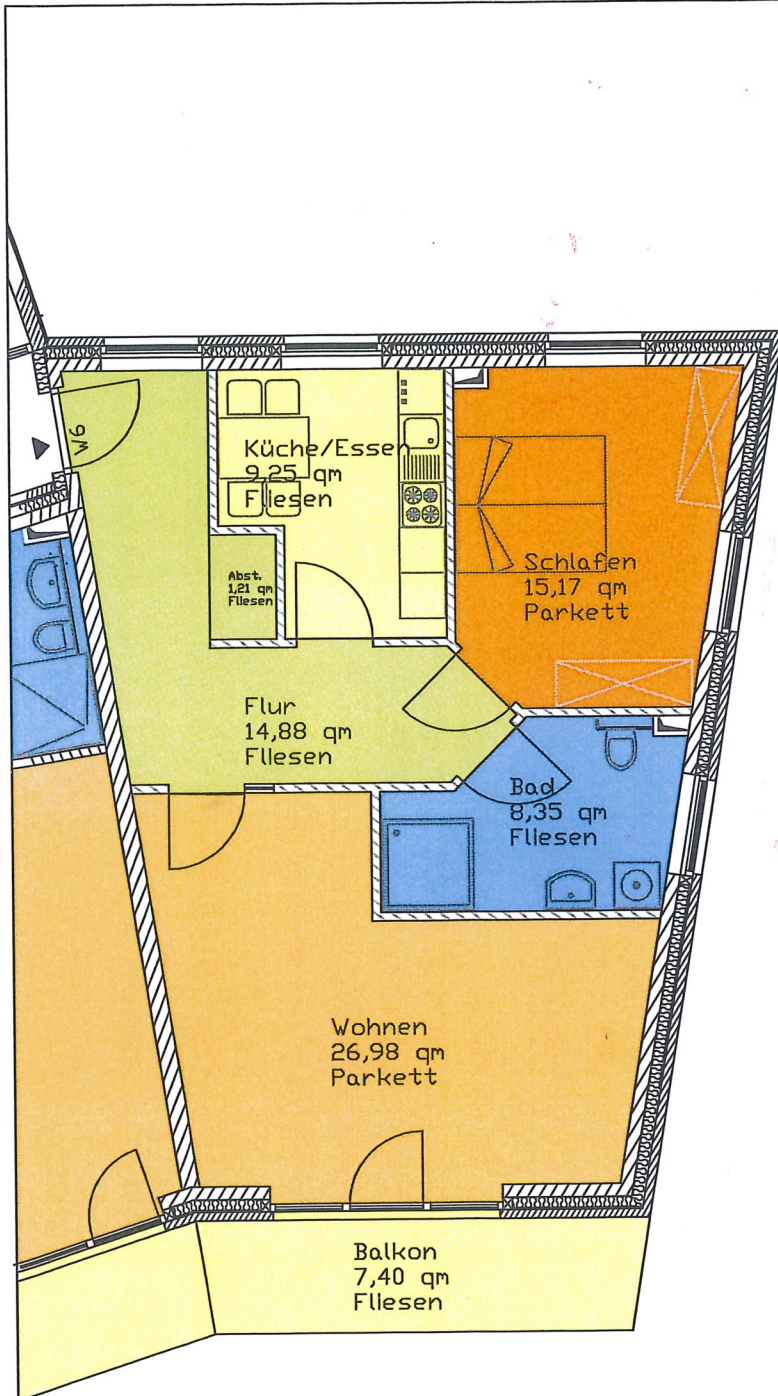 W6
Küche/Essen
9,25 qm
Fliesen
Abst.
1,21 qm
Fliesen
Schlafen
15,17 qm
Parkett
Flur
14,88 qm
Fliesen
Bad
8,35 qm
Fliesen
Wohnen
26,98 qm
Parkett
Balkon
7,40 qm
Fliesen